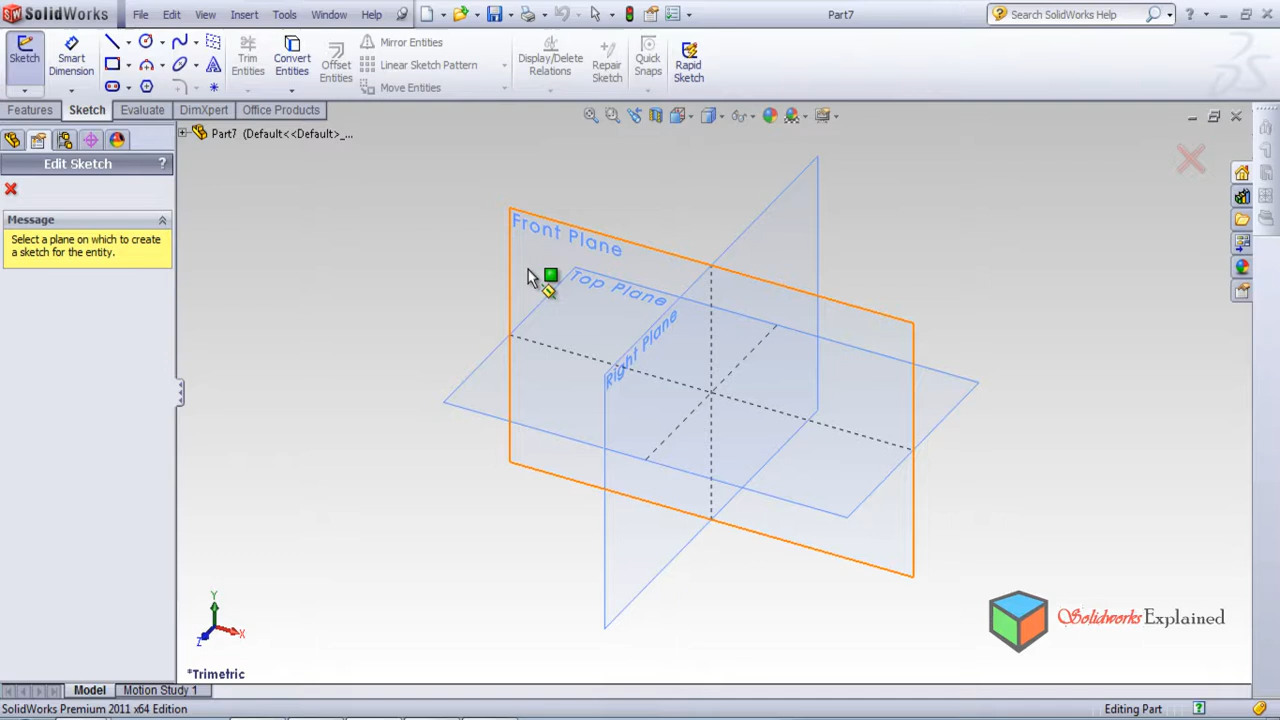 SolidWorks File Edit View Insert Tools Window Help Part7 Search SolidWorks Help
Sketch Smart Dimension Trim Entities Convert Entities Offset Entities Mirror Entities Linear Sketch Pattern Move Entities Display/Delete Relations Repair Sketch Quick Snaps Rapid Sketch
Features Sketch Evaluate DimXpert Office Products
Part7 (Default<<Default>_...
Edit Sketch ?
Message
Select a plane on which to create
a sketch for the entity.
Front Plane
Top Plane
Right Plane
Y
X
Z
*Trimetric
Solidworks Explained
Model Motion Study 1
SolidWorks Premium 2011 x64 Edition Editing Part